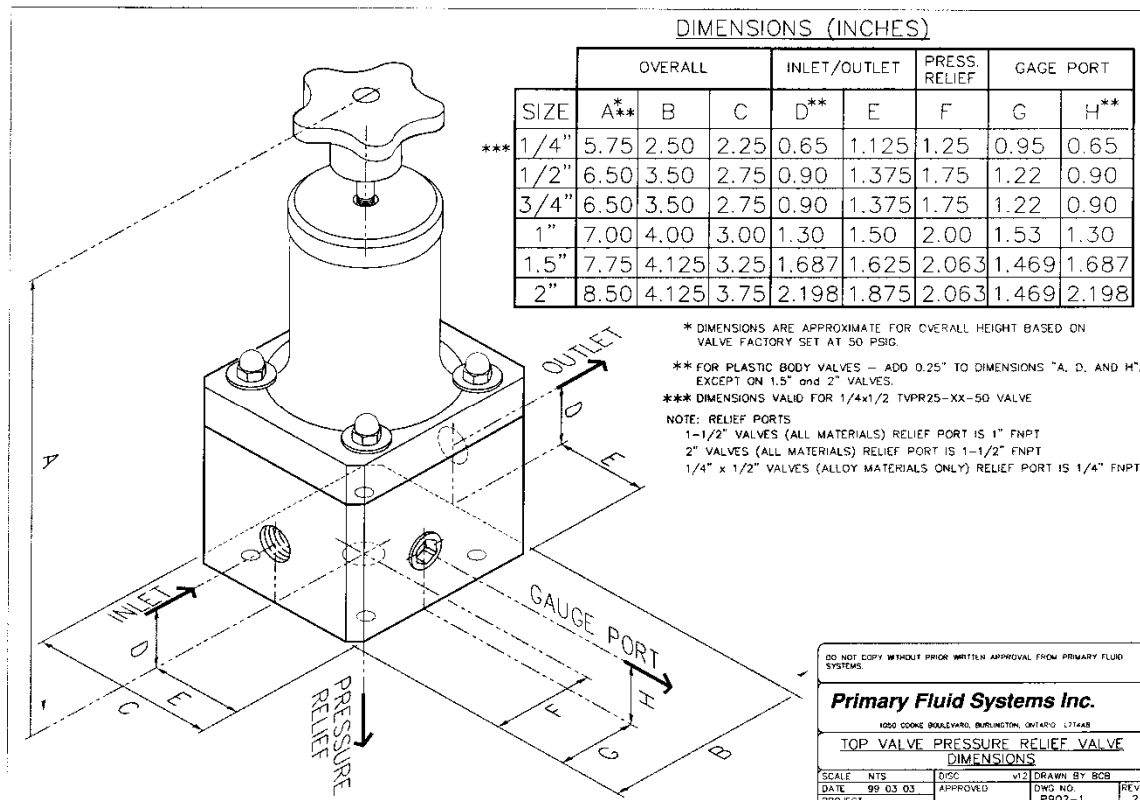 DIMENSIONS (INCHES)
OVERALL INLET/OUTLET PRESS. RELIEF GAGE PORT
SIZE A*** B C D** E F G H**
*** 1/4" 5.75 2.50 2.25 0.65 1.125 1.25 0.95 0.65
1/2" 6.50 3.50 2.75 0.90 1.375 1.75 1.22 0.90
3/4" 6.50 3.50 2.75 0.90 1.375 1.75 1.22 0.90
1" 7.00 4.00 3.00 1.30 1.50 2.00 1.53 1.30
1.5" 7.75 4.125 3.25 1.687 1.625 2.063 1.469 1.687
2" 8.50 4.125 3.75 2.198 1.875 2.063 1.469 2.198
* DIMENSIONS ARE APPROXIMATE FOR OVERALL HEIGHT BASED ON
VALVE FACTORY SET AT 50 PSIG.
** FOR PLASTIC BODY VALVES – ADD 0.25" TO DIMENSIONS "A, D, AND H",
EXCEPT ON 1.5" and 2" VALVES.
*** DIMENSIONS VALID FOR 1/4x1/2 TVPR25-XX-50 VALVE
NOTE: RELIEF PORTS
1-1/2" VALVES (ALL MATERIALS) RELIEF PORT IS 1" FNPT
2" VALVES (ALL MATERIALS) RELIEF PORT IS 1-1/2" FNPT
1/4" x 1/2" VALVES (ALLOY MATERIALS ONLY) RELIEF PORT IS 1/4" FNPT
OUTLET
D
E
A
INLET
D
E
C
PRESSURE
RELIEF
GAUGE PORT
H
F
G
B
DO NOT COPY WITHOUT PRIOR WRITTEN APPROVAL FROM PRIMARY FLUID
SYSTEMS.
Primary Fluid Systems Inc.
1050 COOKE BOULEVARD, BURLINGTON, ONTARIO L7T4A8
TOP VALVE PRESSURE RELIEF VALVE
DIMENSIONS
SCALE NTS DISC v12 DRAWN BY BCB
DATE 99 03 03 APPROVED DWG NO. REV
PROJECT 2